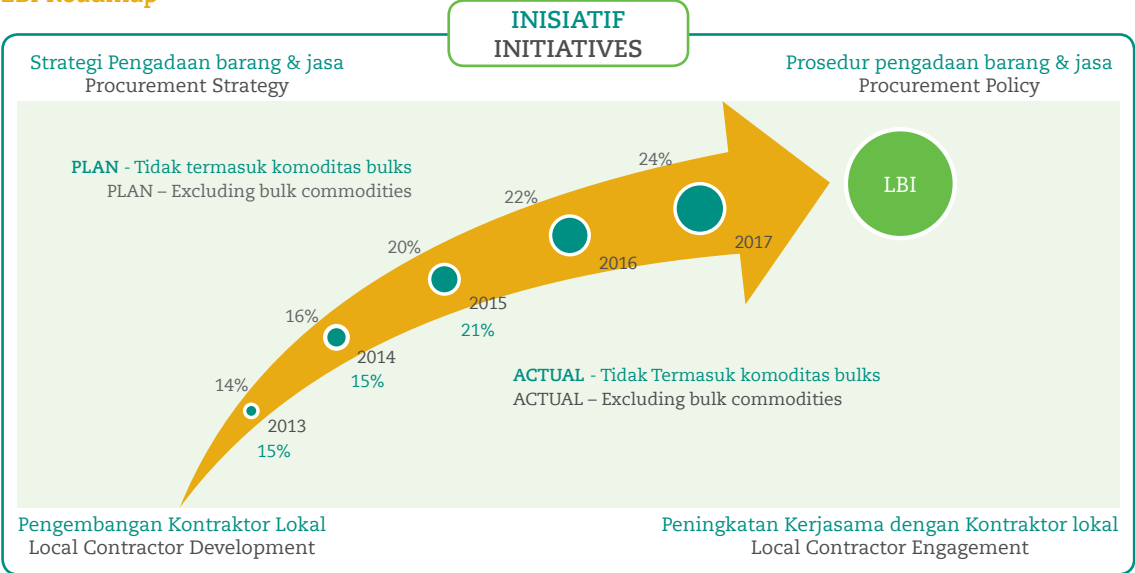 LBI Roadmap
INISIATIF
INITIATIVES
Strategi Pengadaan barang & jasa
Procurement Strategy
Prosedur pengadaan barang & jasa
Procurement Policy
PLAN - Tidak termasuk komoditas bulks
PLAN – Excluding bulk commodities
24%
LBI
22%
2017
20%
2016
16%
2015
21%
2014
15%
14%
2013
15%
ACTUAL - Tidak Termasuk komoditas bulks
ACTUAL – Excluding bulk commodities
Pengembangan Kontraktor Lokal
Local Contractor Development
Peningkatan Kerjasama dengan Kontraktor lokal
Local Contractor Engagement